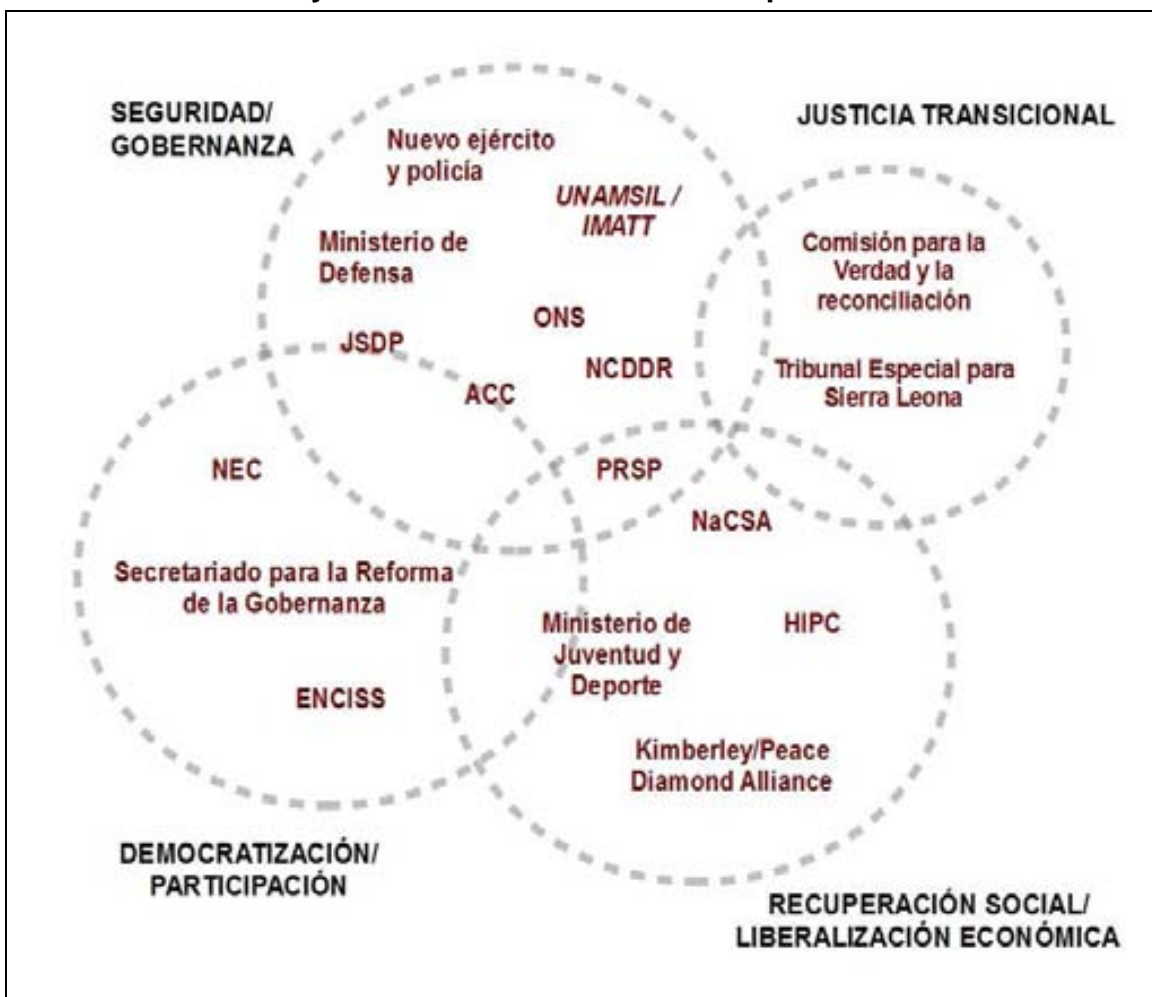 SEGURIDAD/
GOBERNANZA
JUSTICIA TRANSICIONAL
Nuevo ejército
y policía
UNAMSIL /
IMATT
Ministerio de
Defensa
ONS
JSDP
NCDDR
ACC
Comisión para la
Verdad y la
reconciliación
Tribunal Especial para
Sierra Leona
NEC
PRSP
NaCSA
Secretariado para la Reforma
de la Gobernanza
Ministerio de
Juventud y
Deporte
HIPC
ENCISS
Kimberley/Peace
Diamond Alliance
DEMOCRATIZACIÓN/
PARTICIPACIÓN
RECUPERACIÓN SOCIAL/
LIBERALIZACIÓN ECONÓMICA